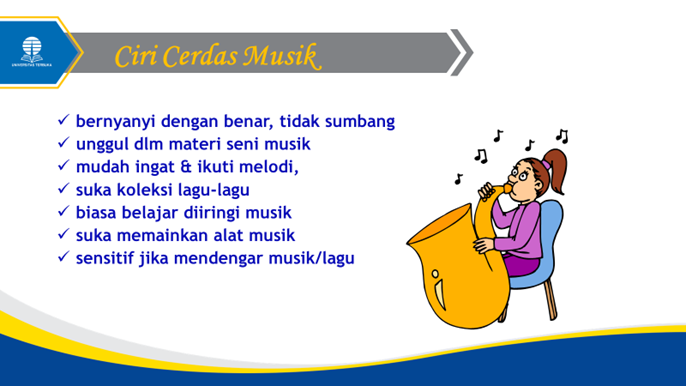 UNIVERSITAS TERBUKA
Ciri Cerdas Musik
✓ bernyanyi dengan benar, tidak sumbang
✓ unggul dlm materi seni musik
✓ mudah ingat & ikuti melodi,
✓ suka koleksi lagu-lagu
✓ biasa belajar diiringi musik
✓ suka memainkan alat musik
✓ sensitif jika mendengar musik/lagu